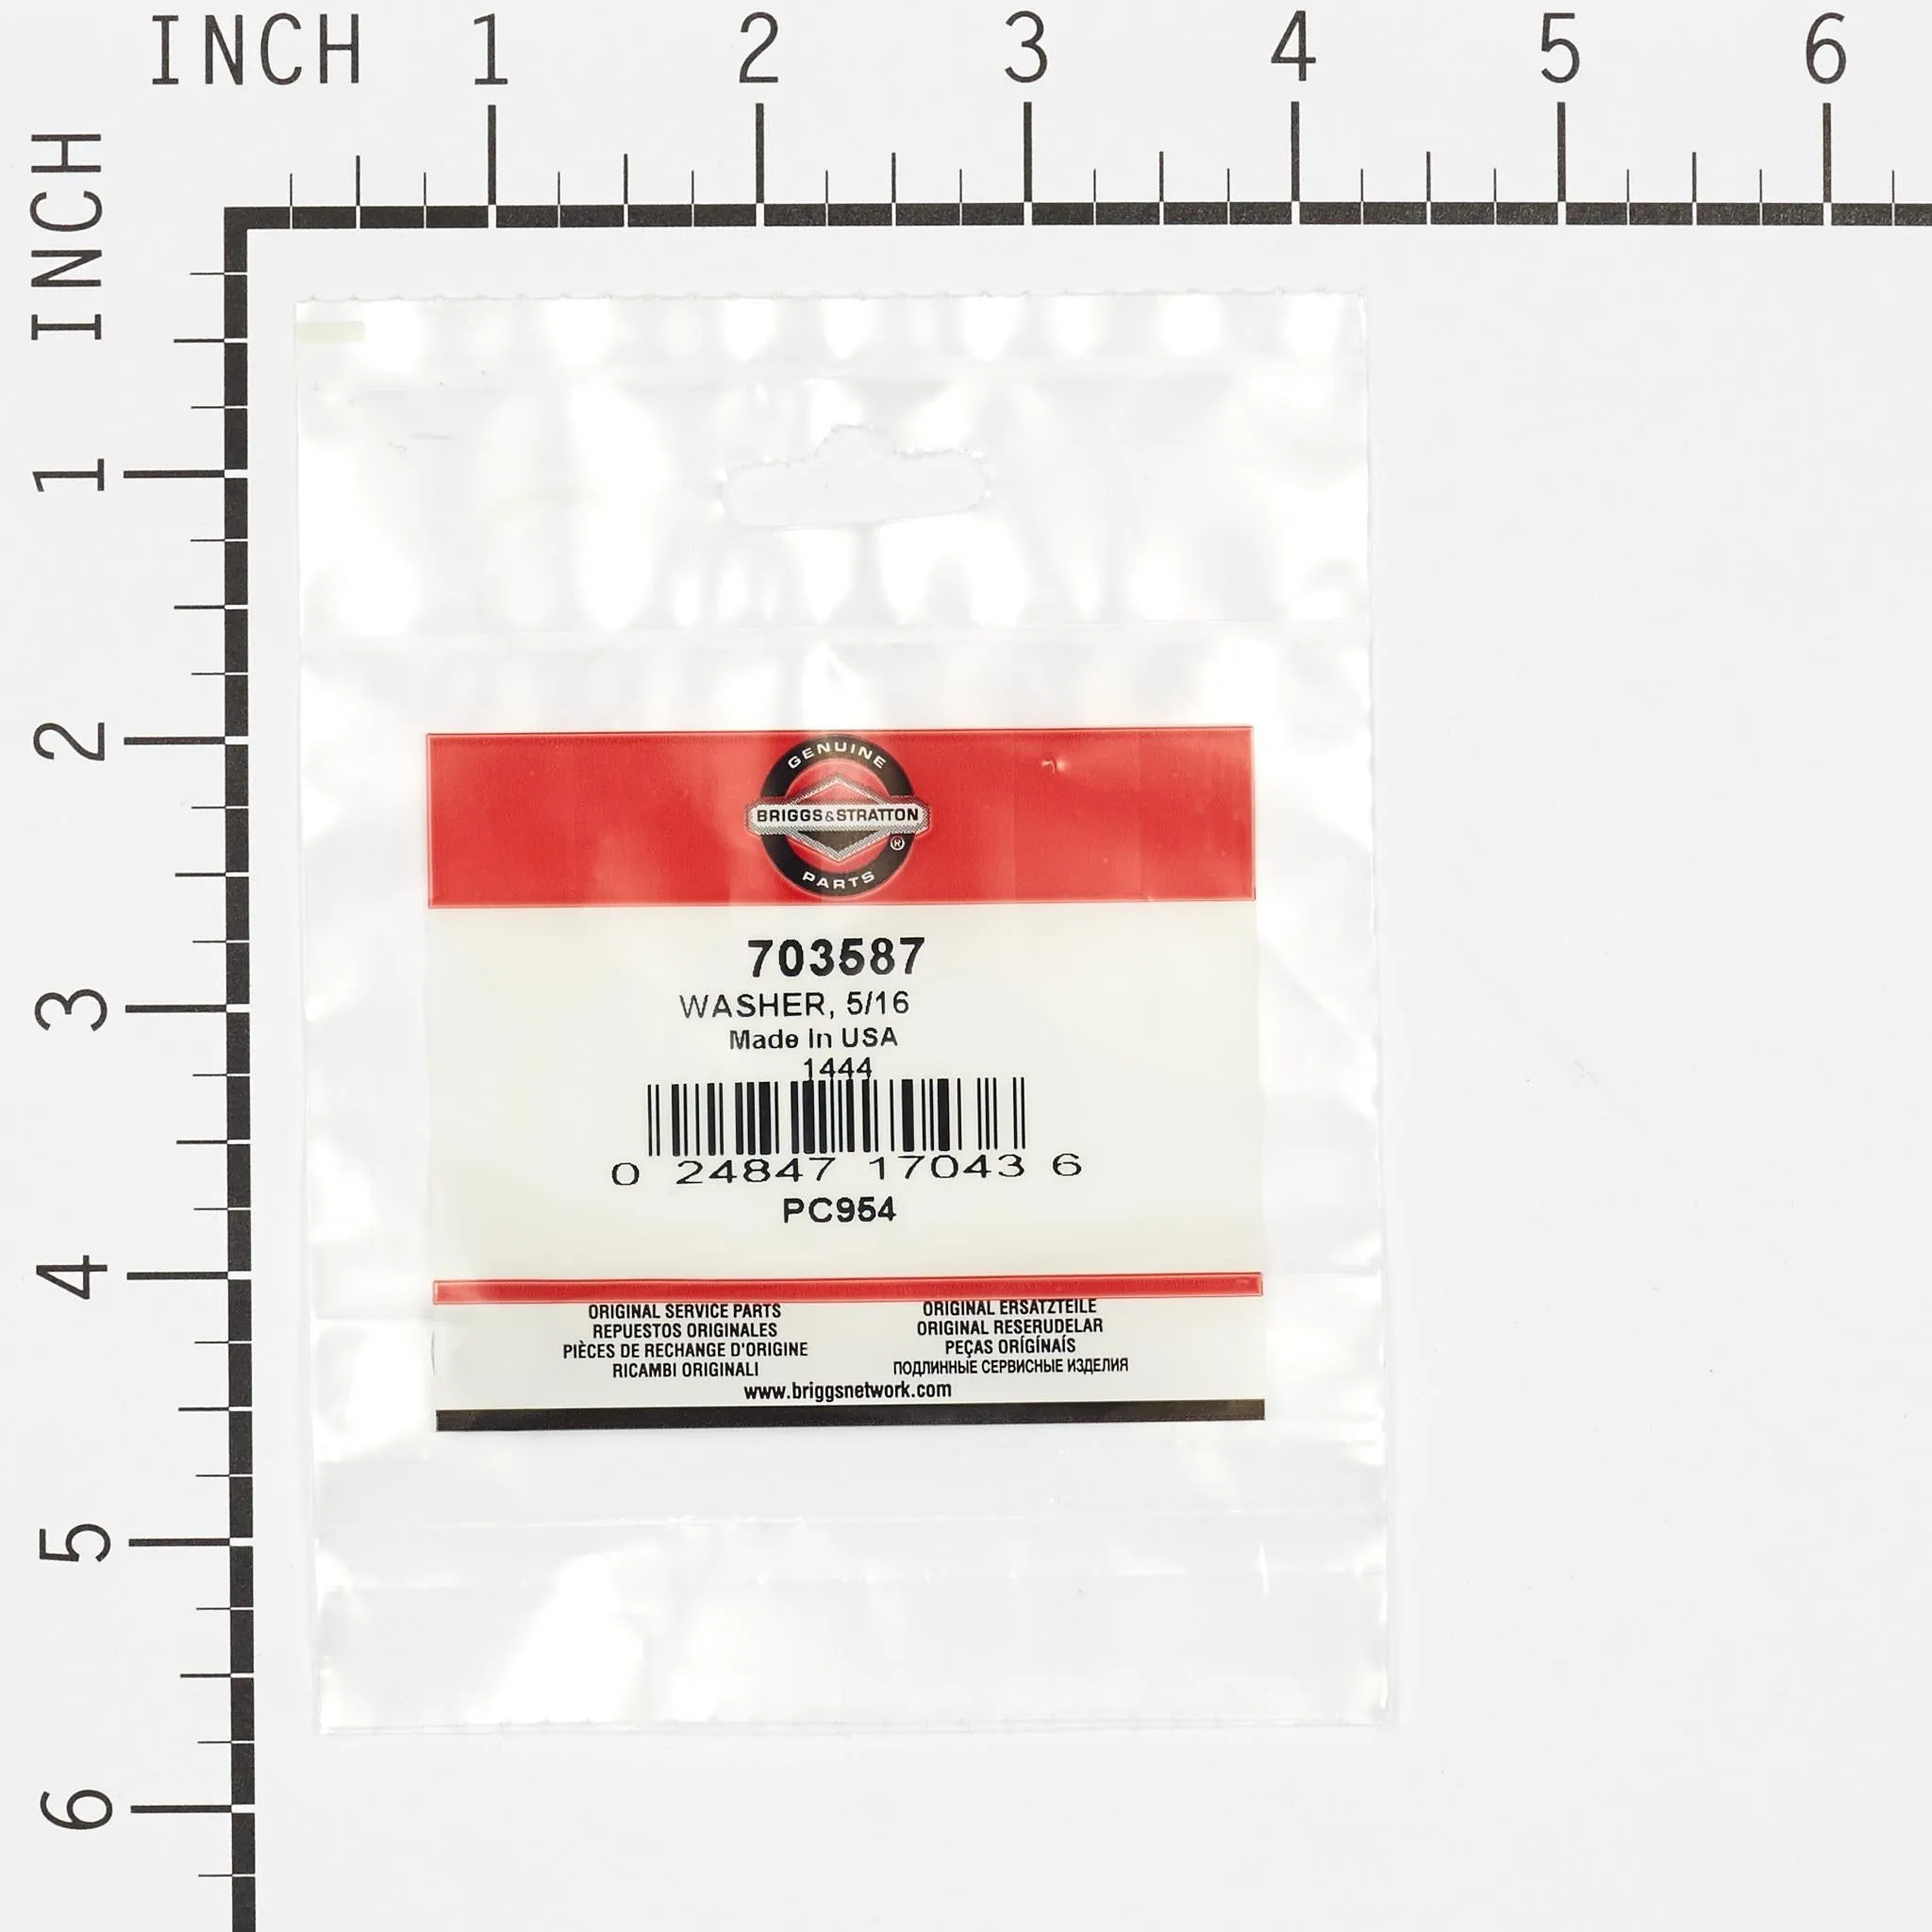 INCH 1 2 3 4 5 6
INCH 1 2 3 4 5 6
GENUINE
BRIGGS&STRATTON
®
PARTS
703587
WASHER, 5/16
Made In USA
1444
0 24847 17043 6
PC954
ORIGINAL SERVICE PARTS
REPUESTOS ORIGINALES
PIÈCES DE RECHANGE D'ORIGINE
RICAMBI ORIGINALI
ORIGINAL ERSATZTEILE
ORIGINAL RESERUDELAR
PEÇAS ORÍGÍNAÍS
ПОДЛИННЫЕ СЕРВИСНЫЕ ИЗДЕЛИЯ
www.briggsnetwork.com